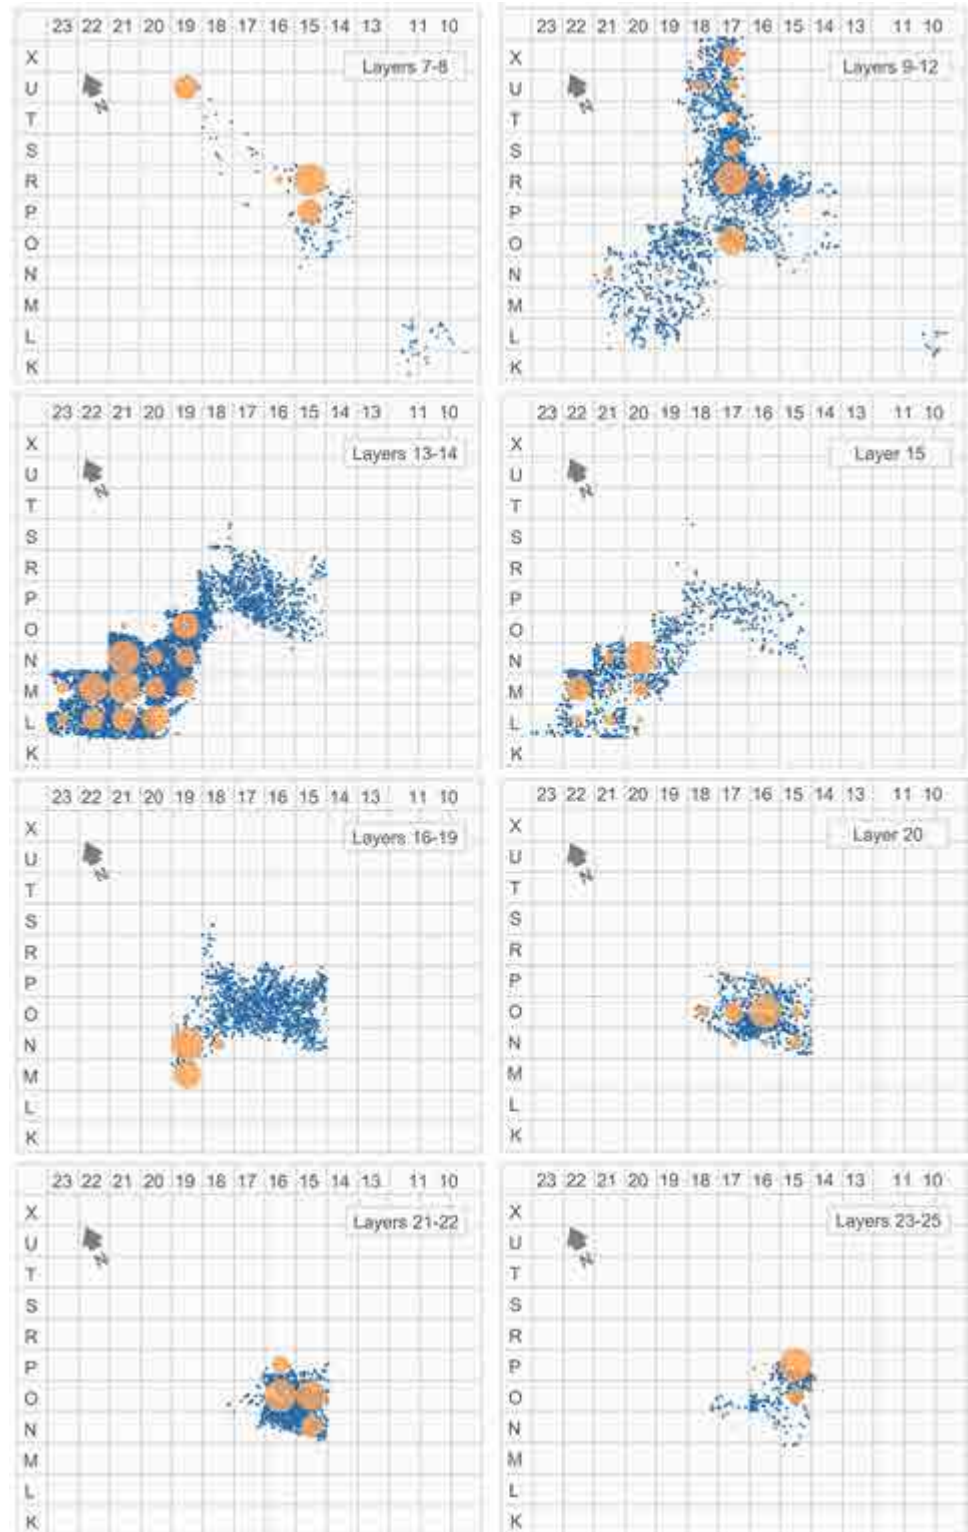 23 22 21 20 19 18 17 16 15 14 13 11 10
X
Layers 7-8
U
N
T
S
R
P
O
N
M
L
K
23 22 21 20 19 18 17 16 15 14 13 11 10
X
Layers 9-12
U
N
T
S
R
P
O
N
M
L
K
23 22 21 20 19 18 17 16 15 14 13 11 10
X
Layers 13-14
U
N
T
S
R
P
O
N
M
L
K
23 22 21 20 19 18 17 16 15 14 13 11 10
X
Layer 15
U
N
T
S
R
P
O
N
M
L
K
23 22 21 20 19 18 17 16 15 14 13 11 10
X
Layers 16-19
U
N
T
S
R
P
O
N
M
L
K
23 22 21 20 19 18 17 16 15 14 13 11 10
X
Layer 20
U
N
T
S
R
P
O
N
M
L
K
23 22 21 20 19 18 17 16 15 14 13 11 10
X
Layers 21-22
U
N
T
S
R
P
O
N
M
L
K
23 22 21 20 19 18 17 16 15 14 13 11 10
X
Layers 23-25
U
N
T
S
R
P
O
N
M
L
K